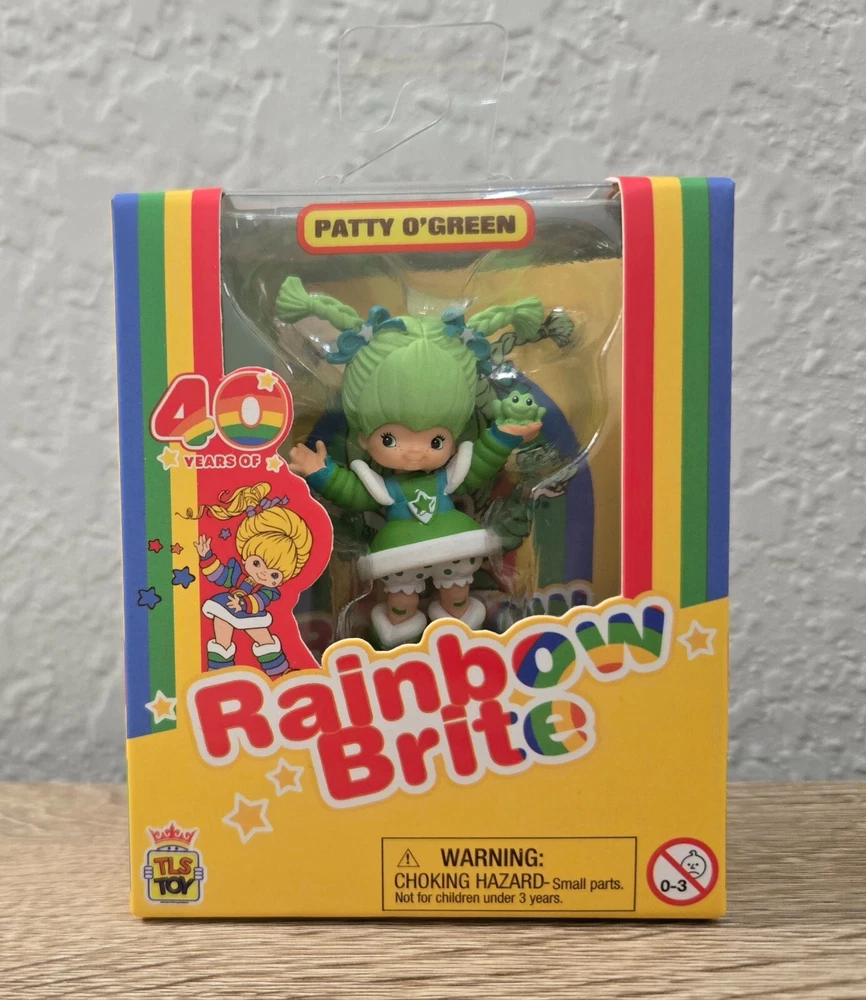 PATTY O'GREEN
40
YEARS OF
Rainbow
Brite
TLS
TOY
WARNING:
CHOKING HAZARD-Small parts.
Not for children under 3 years.
0-3